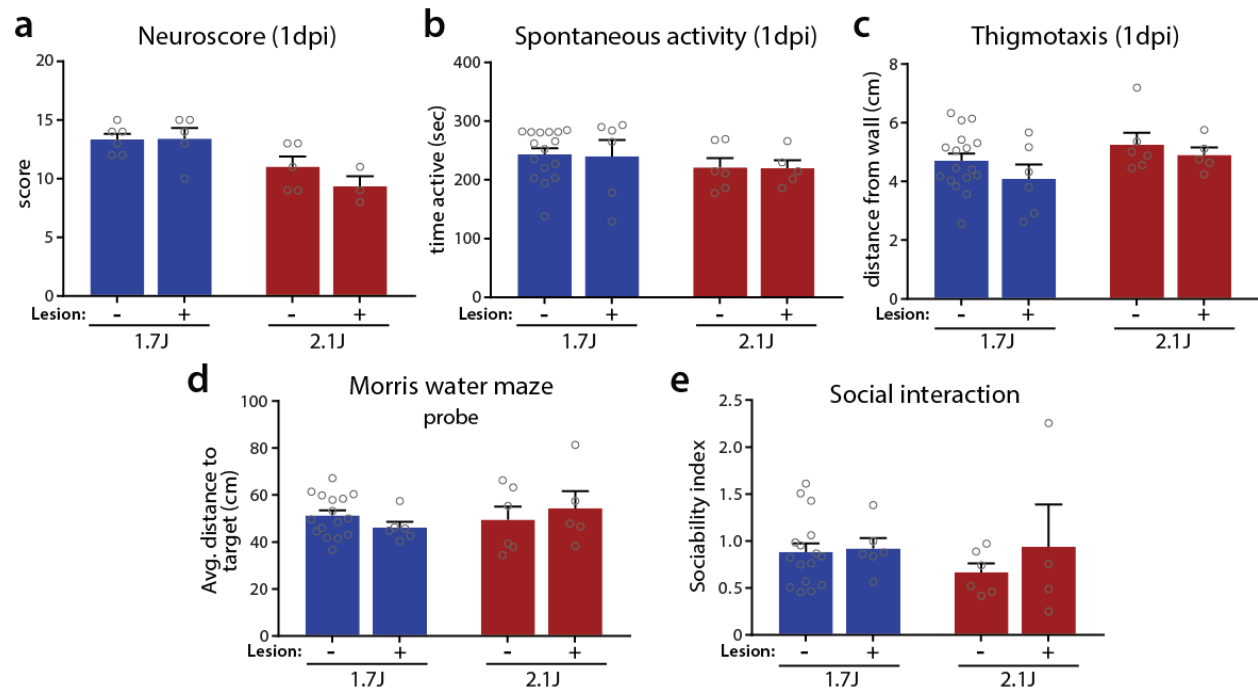 a
Neuroscore (1dpi)
score
20
15
10
5
0
Lesion: - + - +
1.7J 2.1J
b
Spontaneous activity (1dpi)
time active (sec)
400
300
200
100
0
Lesion: - + - +
1.7J 2.1J
c
Thigmotaxis (1dpi)
distance from wall (cm)
8
6
4
2
0
Lesion: - + - +
1.7J 2.1J
d
Morris water maze
probe
Avg. distance to
target (cm)
100
80
60
40
20
0
Lesion: - + - +
1.7J 2.1J
e
Social interaction
Sociability index
2.5
2.0
1.5
1.0
0.5
0
Lesion: - + - +
1.7J 2.1J